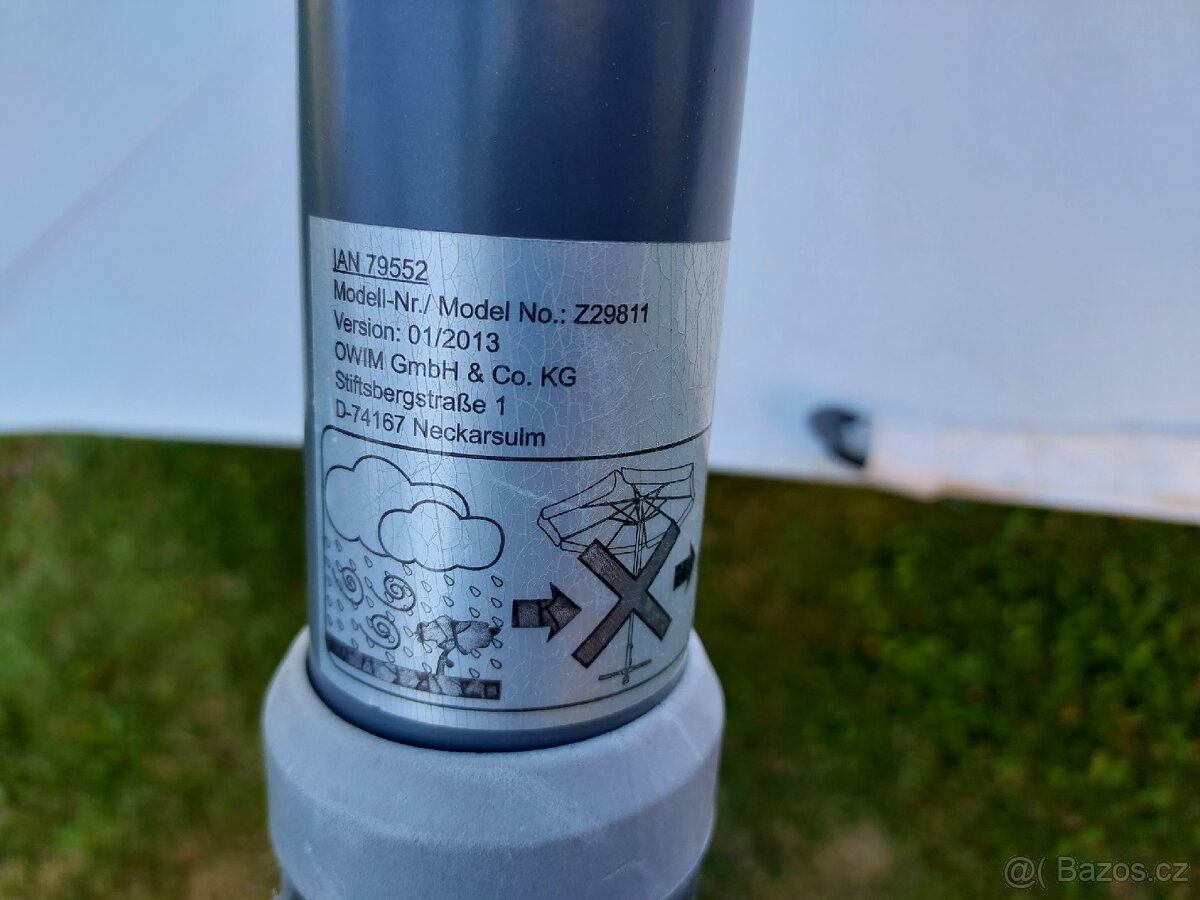 IAN 79552
Modell-Nr./ Model No.: Z29811
Version: 01/2013
OWIM GmbH & Co. KG
Stiftsbergstraße 1
D-74167 Neckarsulm
@( Bazos.cz